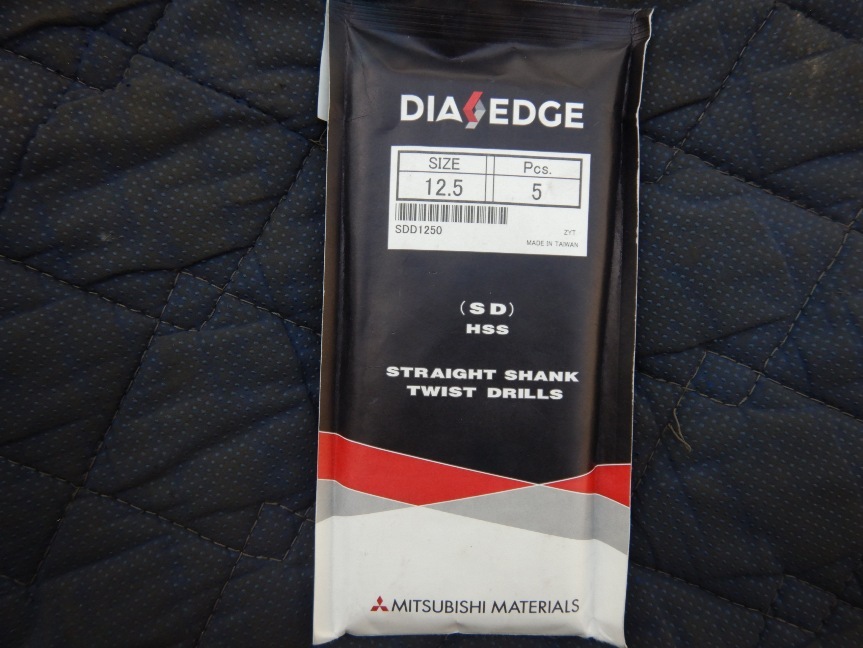 DIAEDGE
SIZE Pcs.
12.5 5
SDD1250 ZYT
MADE IN TAIWAN
(SD)
HSS
STRAIGHT SHANK
TWIST DRILLS
MITSUBISHI MATERIALS